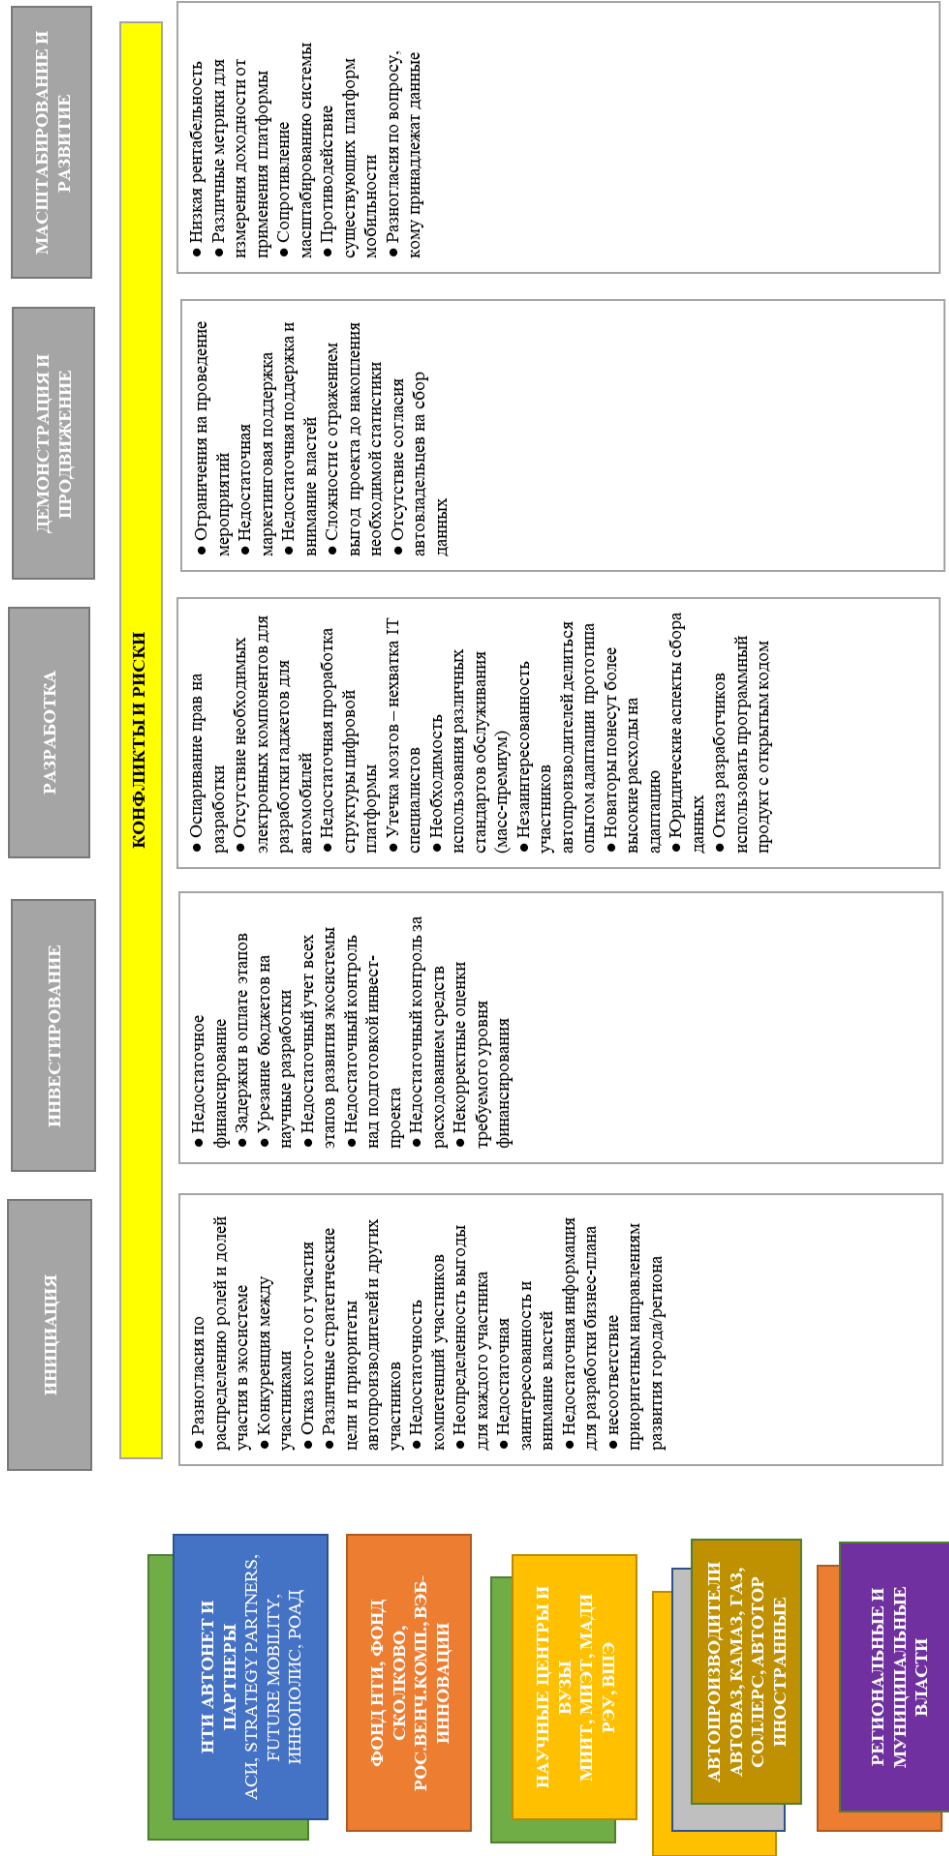 ИНИЦИАЦИЯ
ИНВЕСТИРОВАНИЕ
РАЗРАБОТКА
ДЕМОНСТРАЦИЯ И
ПРОДВИЖЕНИЕ
МАСШТАБИРОВАНИЕ И
РАЗВИТИЕ
КОНФЛИКТЫ И РИСКИ
НТИ АВТОНЕТ И
ПАРТНЕРЫ
АСИ, STRATEGY PARTNERS,
FUTURE MOBILITY,
ИННОПОЛИС, РОАД
ФОНД НТИ, ФОНД
СКОЛКОВО,
РОС.ВЕНЧ.КОМП.,ВЭБ-
ИННОВАЦИИ
НАУЧНЫЕ ЦЕНТРЫ И
ВУЗЫ
МИИТ, МИЭТ, МАДИ
РЭУ, ВШЭ
АВТОПРОИЗВОДИТЕЛИ
АВТОВАЗ, КАМАЗ, ГАЗ,
СОЛЛЕРС, АВТОТОР
ИНОСТРАННЫЕ
РЕГИОНАЛЬНЫЕ И
МУНИЦИПАЛЬНЫЕ
ВЛАСТИ
● Разногласия по
распределению ролей и долей
участия в экосистеме
● Конкуренция между
участниками
● Отказ кого-то от участия
● Различные стратегические
цели и приоритеты
автопроизводителей и других
участников
● Недостаточность
компетенций участников
● Неопределенность выгоды
для каждого участника
● Недостаточная
заинтересованность и
внимание властей
● Недостаточная информация
для разработки бизнес-плана
● несоответствие
приоритетным направлениям
развития города/региона
● Недостаточное
финансирование
● Задержки в оплате этапов
● Урезание бюджетов на
научные разработки
● Недостаточный учет всех
этапов развития экосистемы
● Недостаточный контроль
над подготовкой инвест-
проекта
● Недостаточный контроль за
расходованием средств
● Некорректные оценки
требуемого уровня
финансирования
● Оспаривание прав на
разработки
● Отсутствие необходимых
электронных компонентов для
разработки гаджетов для
автомобилей
● Недостаточная проработка
структуры цифровой
платформы
● Утечка мозгов – нехватка IT
специалистов
● Необходимость
использования различных
стандартов обслуживания
(масс-премиум)
● Незаинтересованность
участников
автопроизводителей делиться
опытом адаптации прототипа
● Новаторы понесут более
высокие расходы на
адаптацию
● Юридические аспекты сбора
данных
● Отказ разработчиков
использовать программный
продукт с открытым кодом
● Ограничения на проведение
мероприятий
● Недостаточная
маркетинговая поддержка
● Недостаточная поддержка и
внимание властей
● Сложности с отражением
выгод проекта до накопления
необходимой статистики
● Отсутствие согласия
автовладельцев на сбор
данных
● Низкая рентабельность
● Различные метрики для
измерения доходности от
применения платформы
● Сопротивление
масштабированию системы
● Противодействие
существующих платформ
мобильности
● Разногласия по вопросу,
кому принадлежат данные